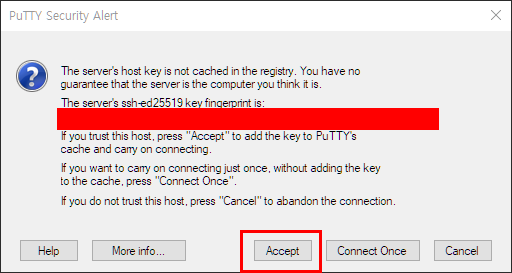 PuTTY Security Alert
The server's host key is not cached in the registry. You have no
guarantee that the server is the computer you think it is.
The server's ssh-ed25519 key fingerprint is:
If you trust this host, press "Accept" to add the key to PuTTY's
cache and carry on connecting.
If you want to carry on connecting just once, without adding the key
to the cache, press "Connect Once".
If you do not trust this host, press "Cancel" to abandon the connection.
Help More info... Accept Connect Once Cancel